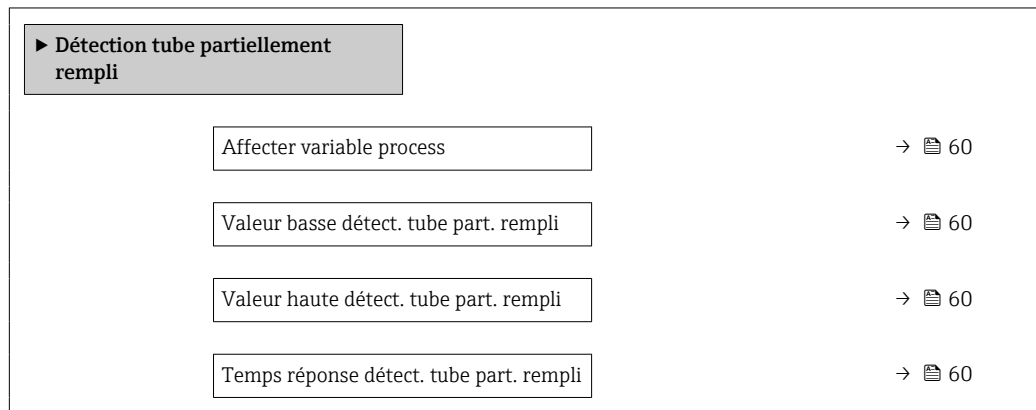 ▶ Détection tube partiellement
rempli
Affecter variable process → 60
Valeur basse détect. tube part. rempli → 60
Valeur haute détect. tube part. rempli → 60
Temps réponse détect. tube part. rempli → 60